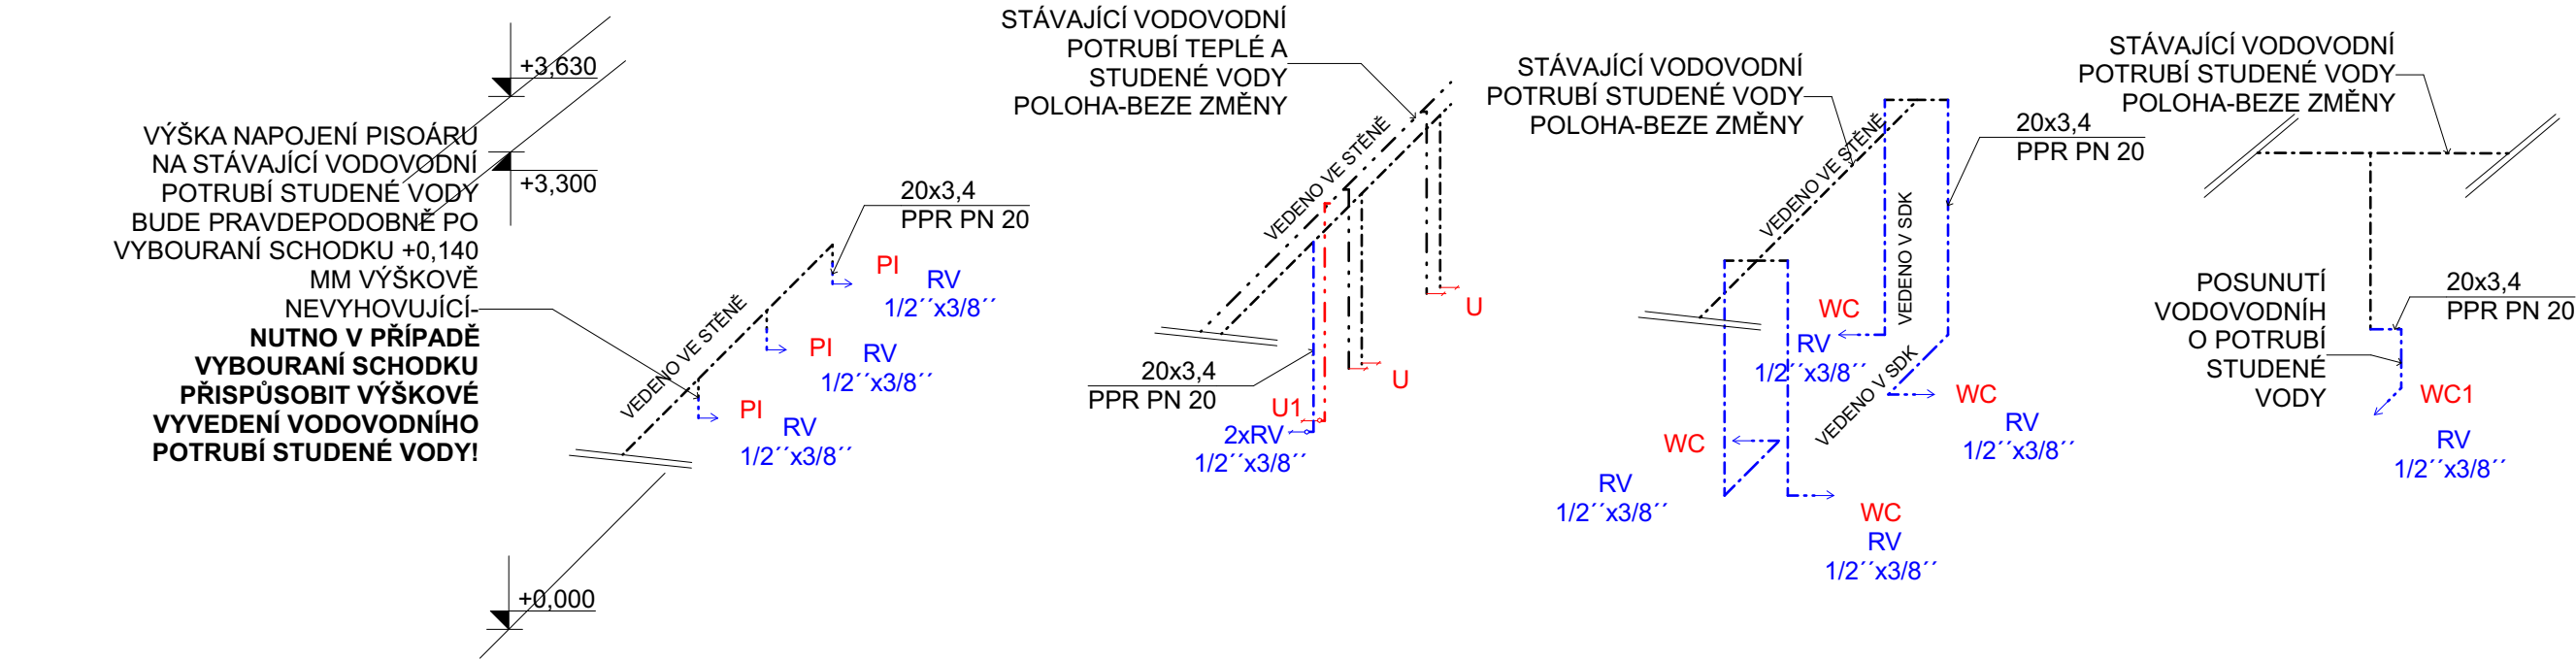 +3,630
+3,300
VÝŠKA NAPOJENÍ PISOÁRU
NA STÁVAJÍCÍ VODOVODNÍ
POTRUBÍ STUDENÉ VODY
BUDE PRAVDEPODOBNĚ PO
VYBOURANÍ SCHODKU +0,140
MM VÝŠKOVĚ
NEVYHOVUJÍCÍ-
NUTNO V PŘÍPADĚ
VYBOURANÍ SCHODKU
PŘISPŮSOBIT VÝŠKOVÉ
VYVEDENÍ VODOVODNÍHO
POTRUBÍ STUDENÉ VODY!
+0,000
VEDENO VE STĚNĚ
20x3,4
PPR PN 20
PI
RV
1/2´´x3/8´´
PI
RV
1/2´´x3/8´´
PI
RV
1/2´´x3/8´´
STÁVAJÍCÍ VODOVODNÍ
POTRUBÍ TEPLÉ A
STUDENÉ VODY
POLOHA-BEZE ZMĚNY
VEDENO VE STĚNĚ
U
U
20x3,4
PPR PN 20
U1
2xRV
1/2´´x3/8´´
STÁVAJÍCÍ VODOVODNÍ
POTRUBÍ STUDENÉ VODY
POLOHA-BEZE ZMĚNY
VEDENO VE STĚNĚ
VEDENO V SDK
20x3,4
PPR PN 20
WC
RV
1/2´´x3/8´´
VEDENO V SDK
WC
RV
1/2´´x3/8´´
WC
RV
1/2´´x3/8´´
WC
RV
1/2´´x3/8´´
STÁVAJÍCÍ VODOVODNÍ
POTRUBÍ STUDENÉ VODY
POLOHA-BEZE ZMĚNY
POSUNUTÍ
VODOVODNÍH
O POTRUBÍ
STUDENÉ
VODY
20x3,4
PPR PN 20
WC1
RV
1/2´´x3/8´´